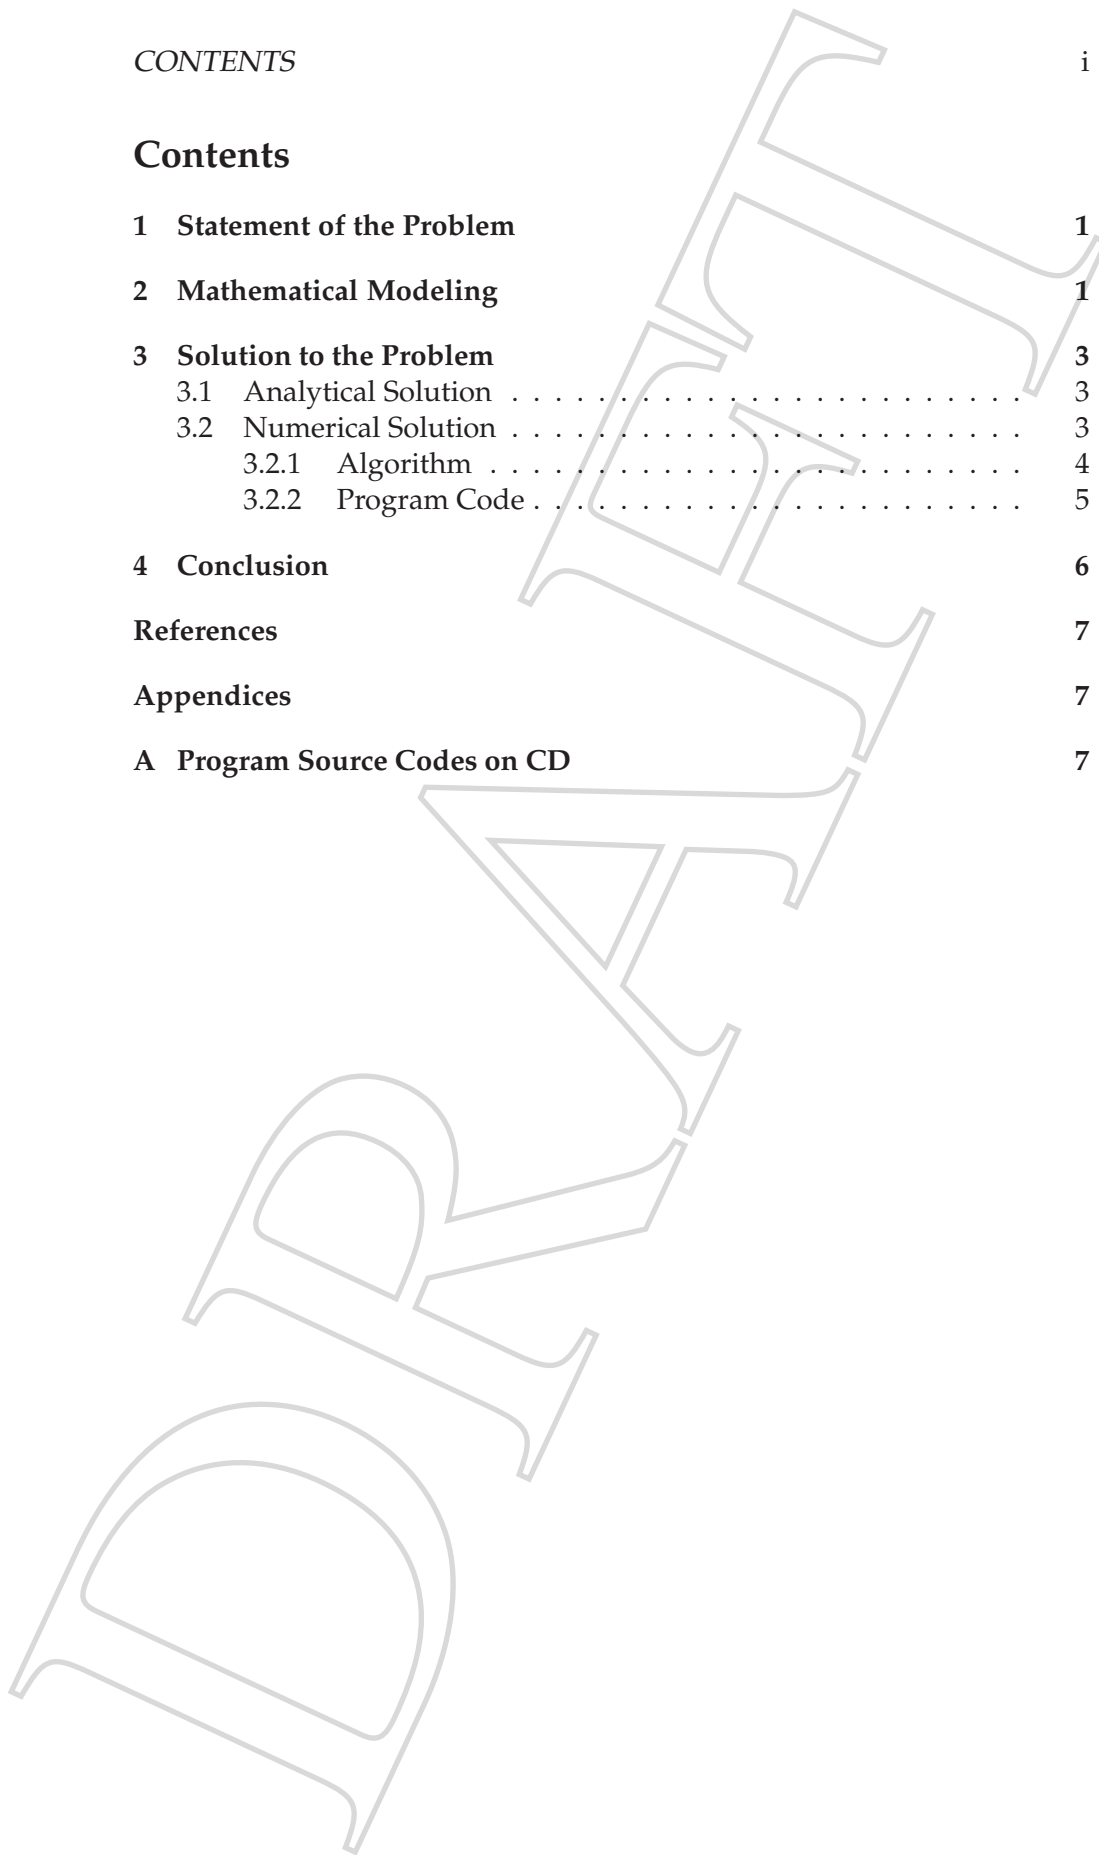 CONTENTS i
Contents
1 Statement of the Problem 1
2 Mathematical Modeling 1
3 Solution to the Problem 3
3.1 Analytical Solution . . . . . . . . . . . . . . . . . . . . . . . . 3
3.2 Numerical Solution . . . . . . . . . . . . . . . . . . . . . . . . 3
3.2.1 Algorithm . . . . . . . . . . . . . . . . . . . . . . . . . 4
3.2.2 Program Code . . . . . . . . . . . . . . . . . . . . . . . 5
4 Conclusion 6
References 7
Appendices 7
A Program Source Codes on CD 7
DRAFT